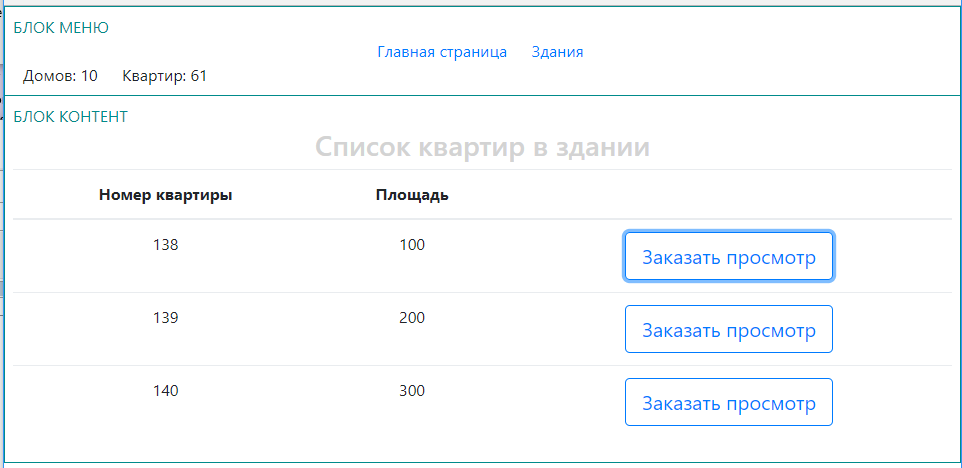 БЛОК МЕНЮ
Главная страница Здания
Домов: 10 Квартир: 61
БЛОК КОНТЕНТ
Список квартир в здании
Номер квартиры Площадь
138 100 Заказать просмотр
139 200 Заказать просмотр
140 300 Заказать просмотр